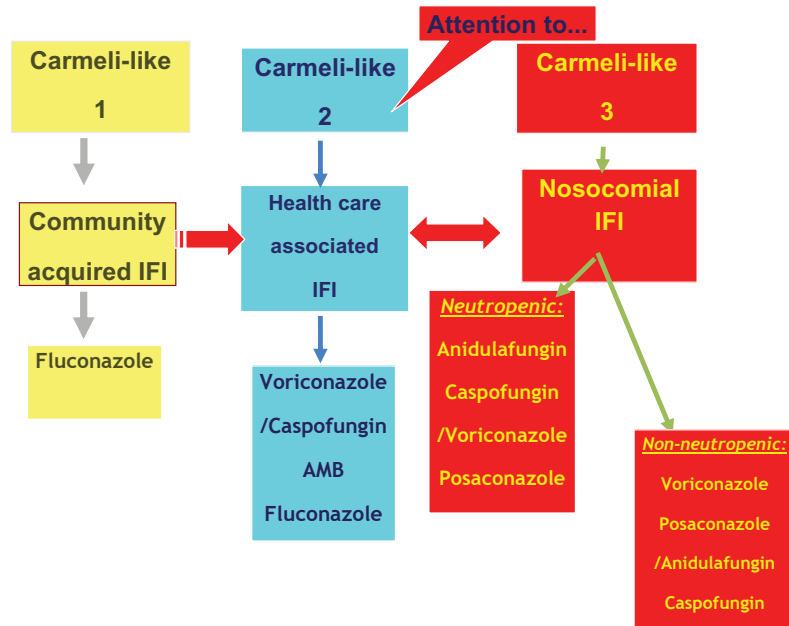 Attention to...
Carmeli-like
1
Carmeli-like
2
Carmeli-like
3
Community
acquired IFI
Health care
associated
IFI
Nosocomial
IFI
Fluconazole
Voriconazole
/Caspofungin
AMB
Fluconazole
Neutropenic:
Anidulafungin
Caspofungin
/Voriconazole
Posaconazole
Non-neutropenic:
Voriconazole
Posaconazole
/Anidulafungin
Caspofungin